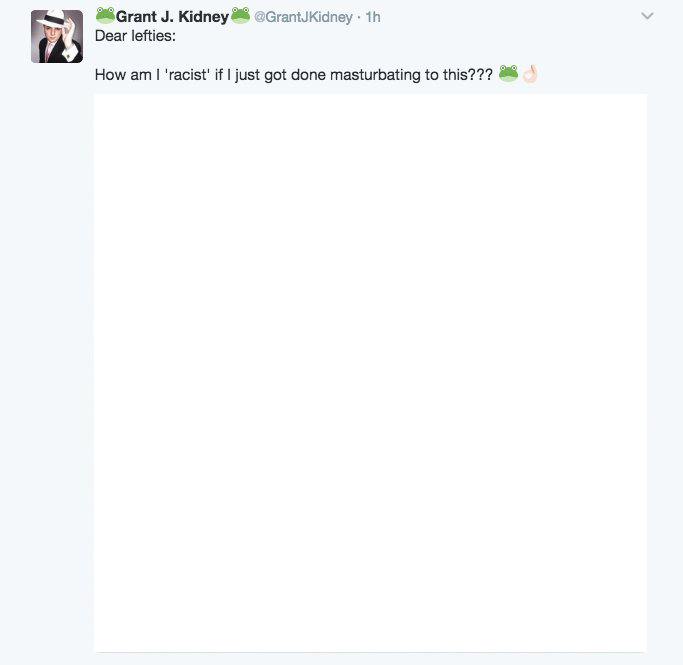 🐸Grant J. Kidney🐸 @GrantJKidney · 1h
Dear lefties:
How am I 'racist' if I just got done masturbating to this??? 🐸👌🏻